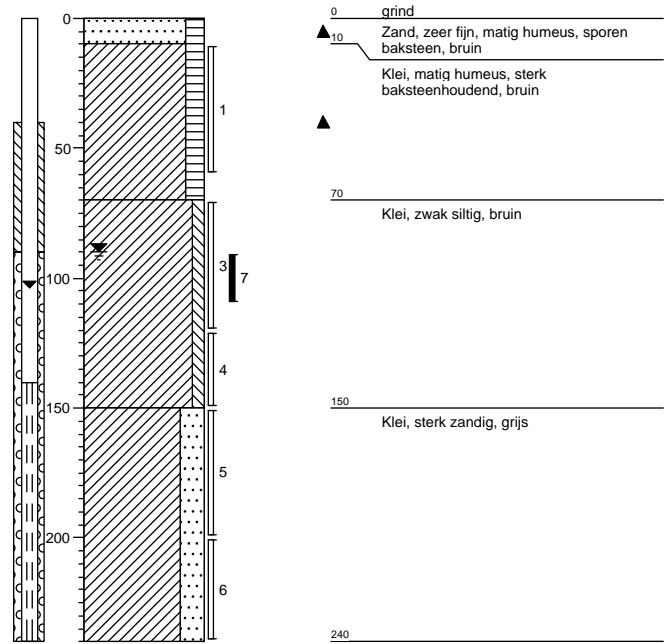 0
50
100
150
200
1
3
7
4
5
6
0
grind
Zand, zeer fijn, matig humeus, sporen
baksteen, bruin
10
Klei, matig humeus, sterk
baksteenhoudend, bruin
70
Klei, zwak siltig, bruin
150
Klei, sterk zandig, grijs
240